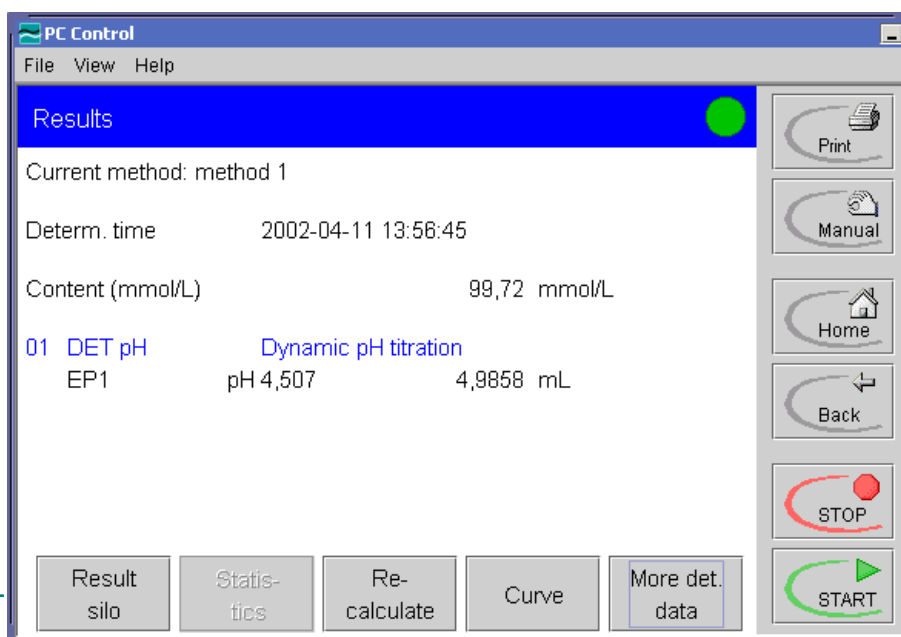 PC Control
File View Help
Results
Current method: method 1
Determ. time 2002-04-11 13:56:45
Content (mmol/L) 99,72 mmol/L
01 DET pH Dynamic pH titration
EP1 pH 4,507 4,9858 mL
Result
silo
Statis-
tics
Re-
calculate
Curve
More det.
data
Print
Manual
Home
Back
STOP
START